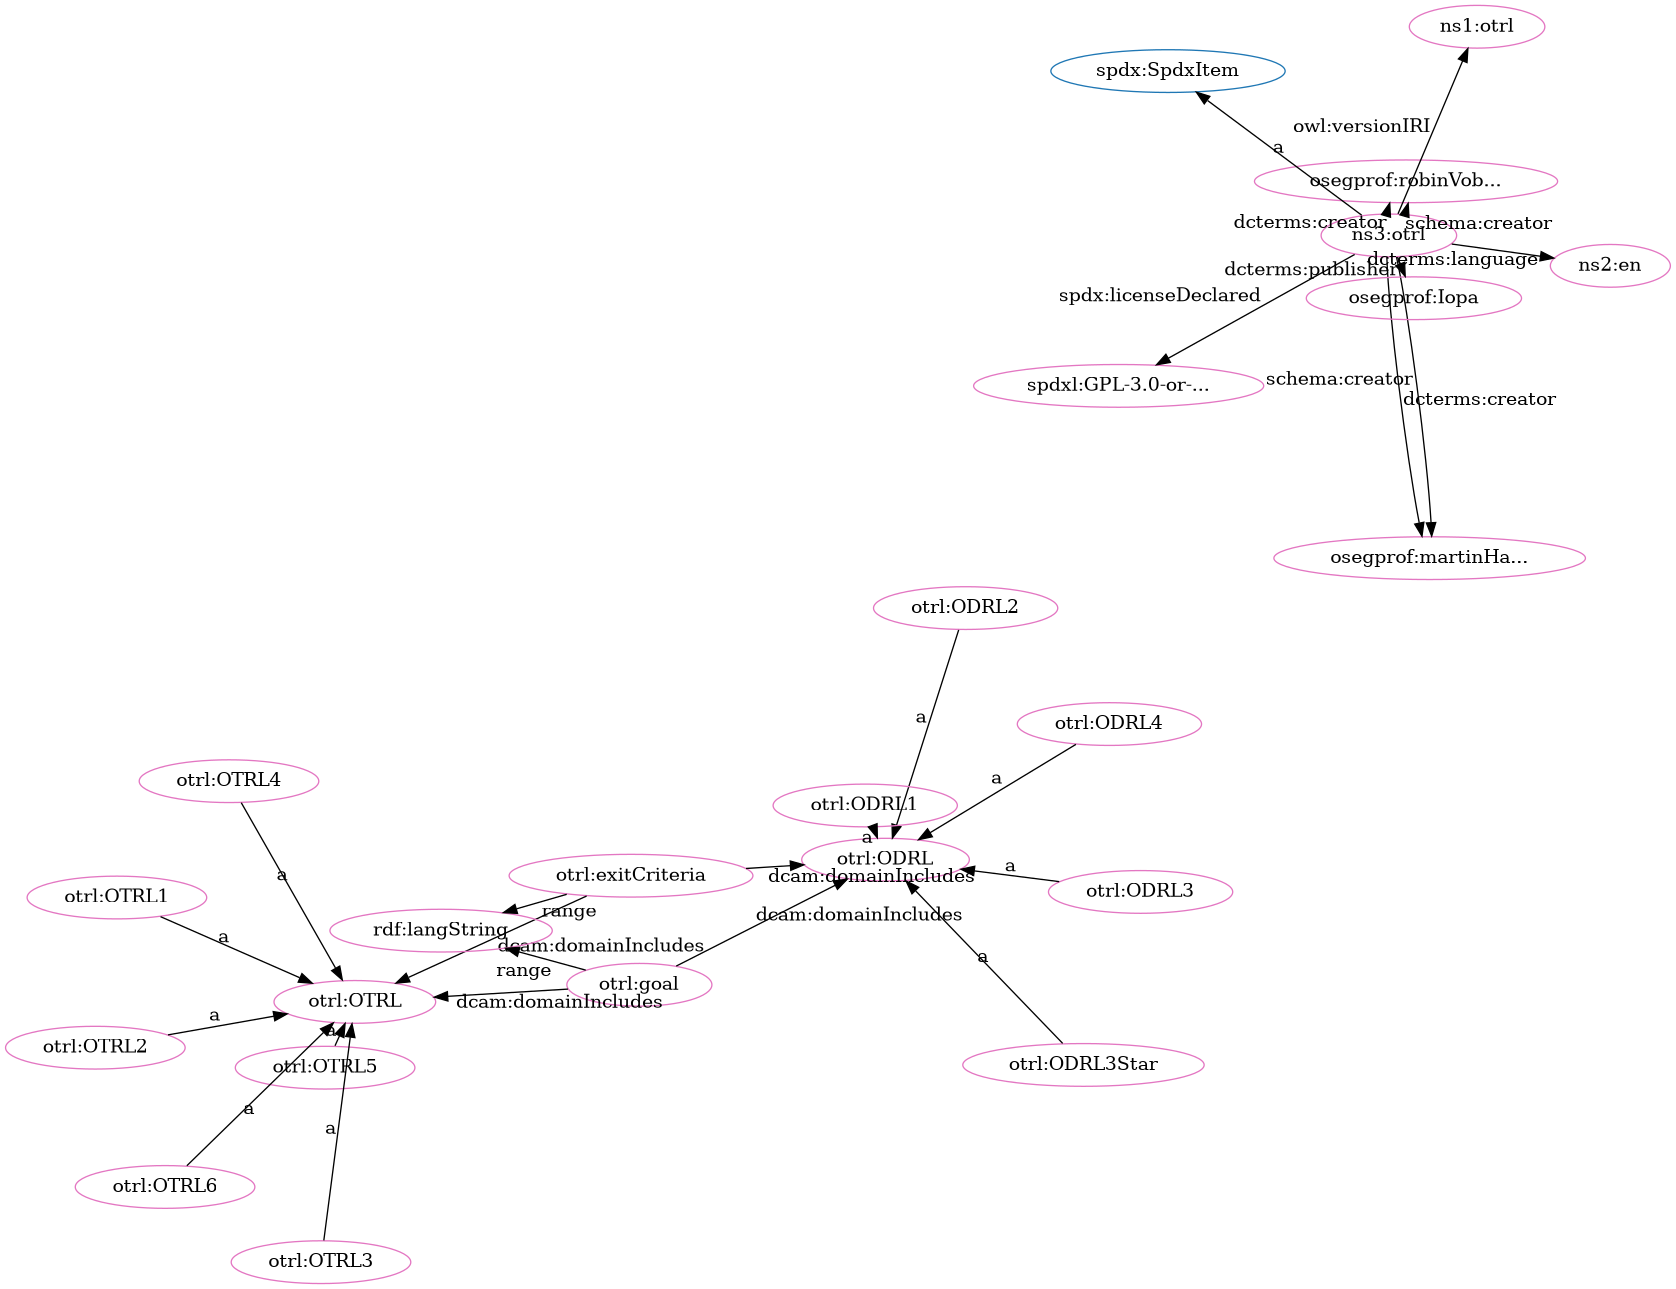 ns1:otrl
spdx:SpdxItem
owl:versionIRI
a
osegprof:robinVob...
dcterms:creator
schema:creator
ns3:otrl
dcterms:language
ns2:en
dcterms:publisher
spdx:licenseDeclared
osegprof:Iopa
schema:creator
spdxl:GPL-3.0-or-...
dcterms:creator
osegprof:martinHa...
otrl:ODRL2
a
otrl:ODRL4
otrl:OTRL4
a
otrl:ODRL1
a
otrl:ODRL
a
otrl:exitCriteria
dcam:domainIncludes
a
otrl:ODRL3
otrl:OTRL1
range
dcam:domainIncludes
rdf:langString
a
dcam:domainIncludes
a
range
otrl:goal
otrl:OTRL
dcam:domainIncludes
a
otrl:OTRL2
a
otrl:OTRL5
otrl:ODRL3Star
a
a
otrl:OTRL6
otrl:OTRL3